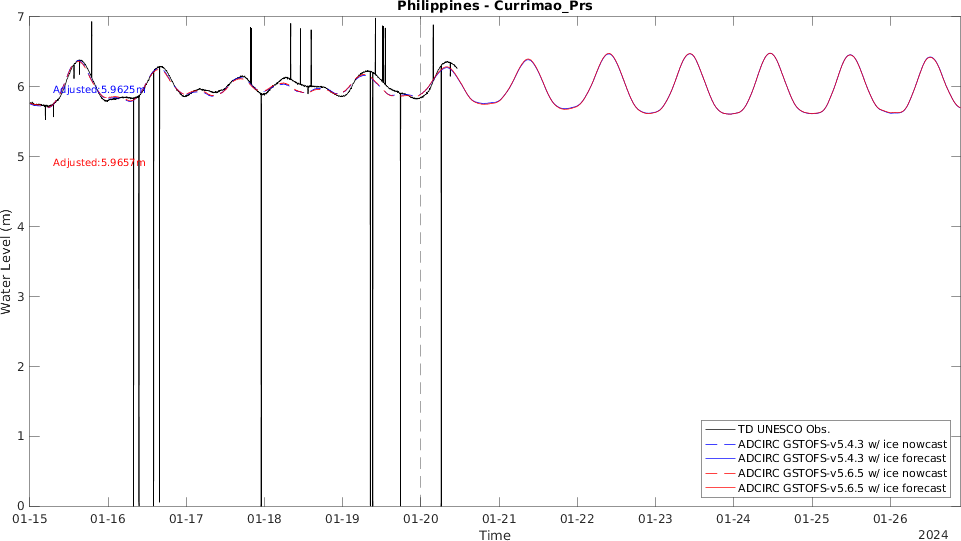 Philippines - Currimao_Prs
7
6
5
4
3
2
1
0
Water Level (m)
Adjusted:5.9625m
Adjusted:5.9657m
TD UNESCO Obs.
ADCIRC GSTOFS-v5.4.3 w/ ice nowcast
ADCIRC GSTOFS-v5.4.3 w/ ice forecast
ADCIRC GSTOFS-v5.6.5 w/ ice nowcast
ADCIRC GSTOFS-v5.6.5 w/ ice forecast
01-15 01-16 01-17 01-18 01-19 01-20 01-21 01-22 01-23 01-24 01-25 01-26
Time
2024